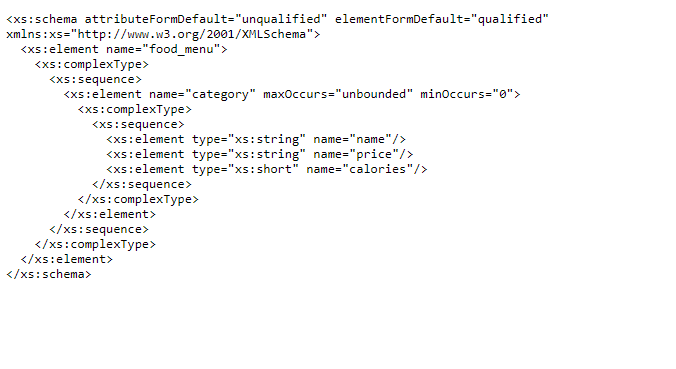 <xs:schema attributeFormDefault="unqualified" elementFormDefault="qualified"
xmlns:xs="http://www.w3.org/2001/XMLSchema">
  <xs:element name="food_menu">
    <xs:complexType>
      <xs:sequence>
        <xs:element name="category" maxOccurs="unbounded" minOccurs="0">
          <xs:complexType>
            <xs:sequence>
              <xs:element type="xs:string" name="name"/>
              <xs:element type="xs:string" name="price"/>
              <xs:element type="xs:short" name="calories"/>
            </xs:sequence>
          </xs:complexType>
        </xs:element>
      </xs:sequence>
    </xs:complexType>
  </xs:element>
</xs:schema>